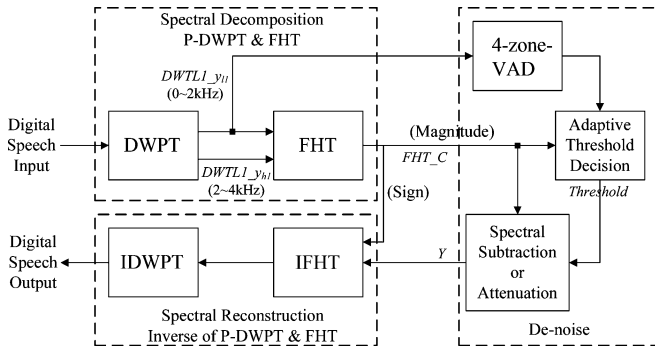 Spectral Decomposition
P-DWPT & FHT
DWTL1_yl1
(0~2kHz)
4-zone-
VAD
Digital
Speech
Input
DWPT
FHT
DWTL1_yh1
(2~4kHz)
(Magnitude)
FHT_C
(Sign)
Adaptive
Threshold
Decision
Threshold
Digital
Speech
Output
IDWPT
IFHT
Y
Spectral
Subtraction
or
Attenuation
Spectral Reconstruction
Inverse of P-DWPT & FHT
De-noise